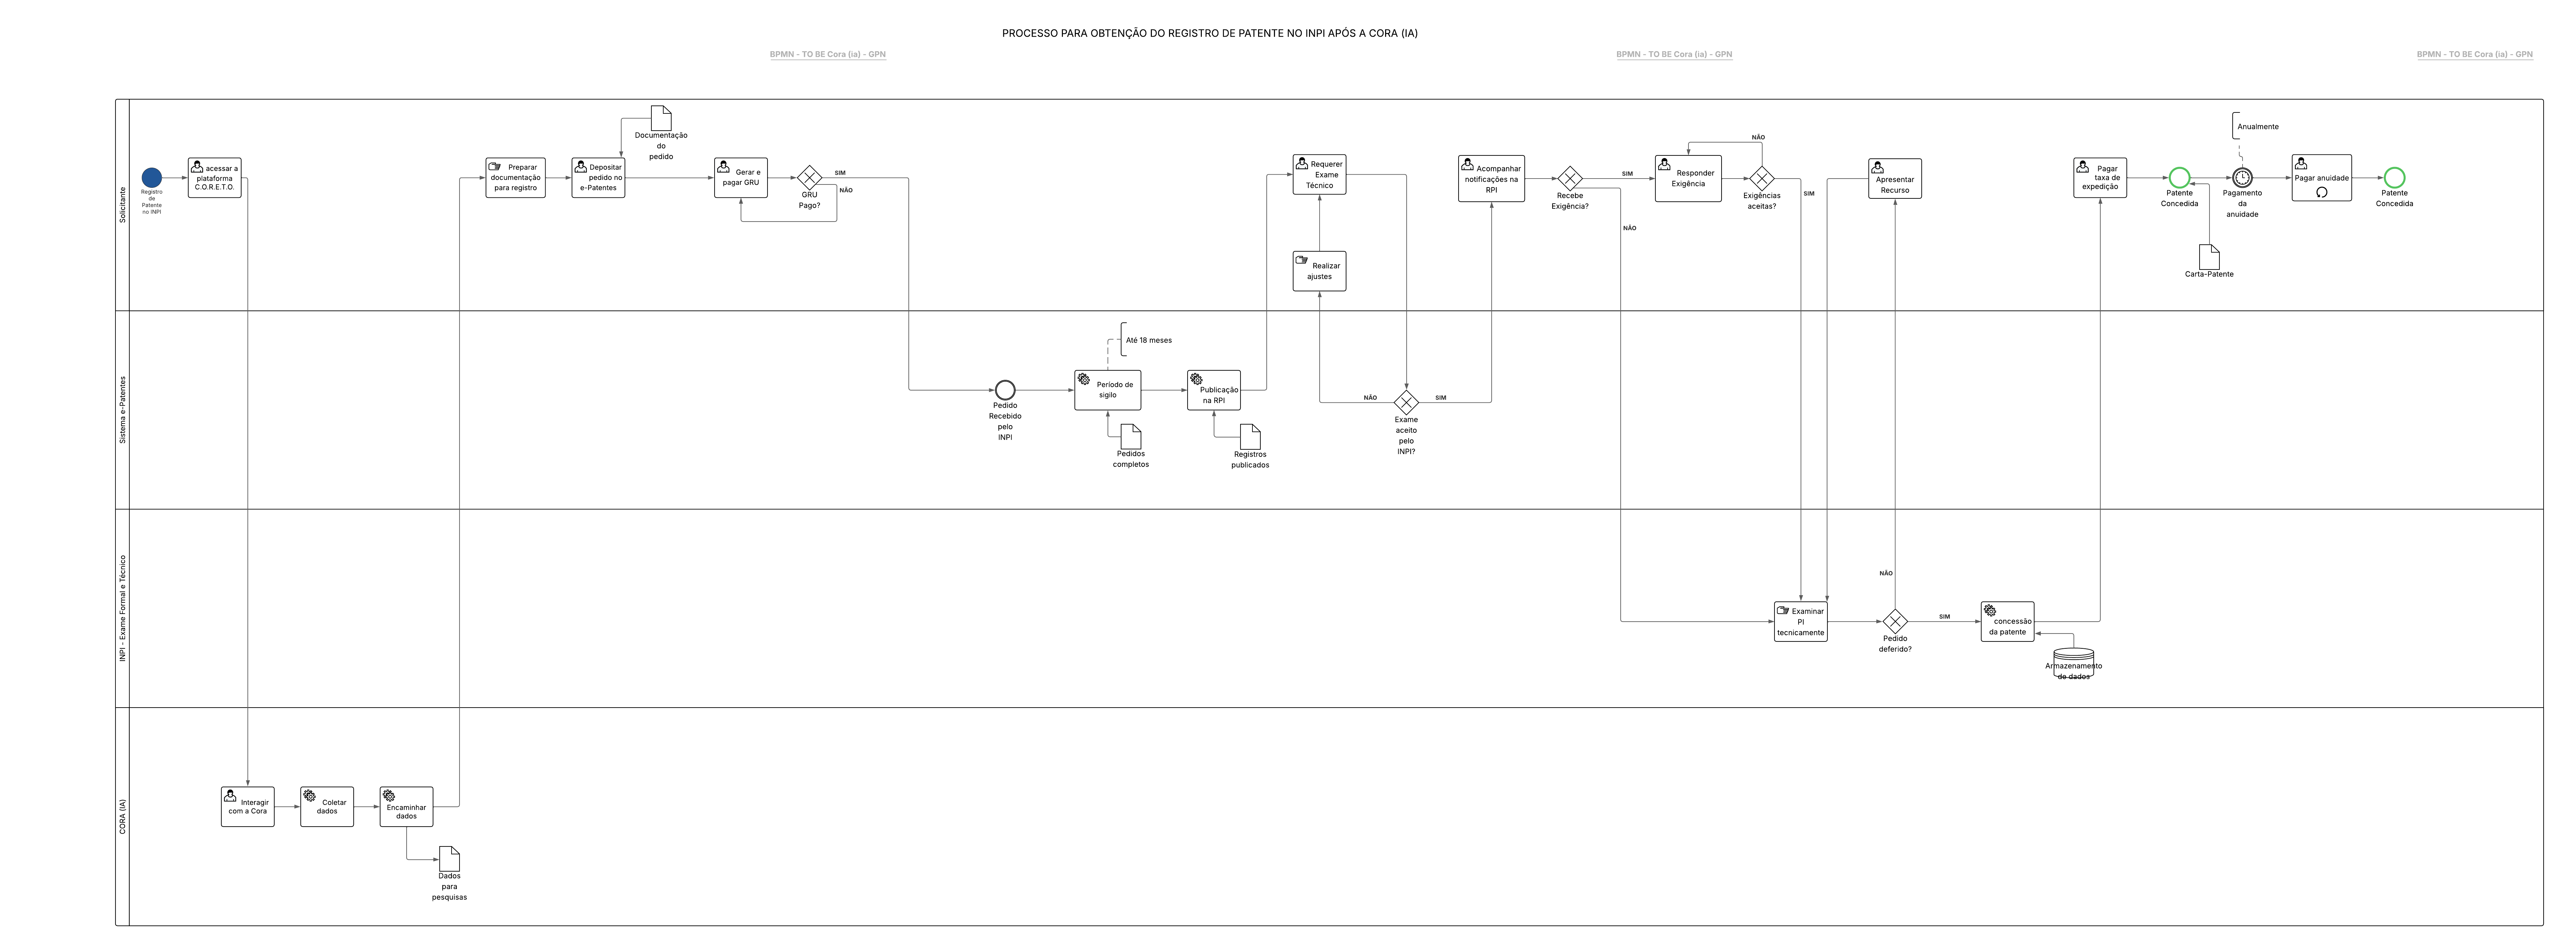 PROCESSO PARA OBTENÇÃO DO REGISTRO DE PATENTE NO INPI APÓS A CORA (IA)
BPMN - TO BE Cora (ia) - GPN
BPMN - TO BE Cora (ia) - GPN
BPMN - TO BE Cora (ia) - GPN
Solicitante
Registro
de
Patente
no INPI
acessar a
plataforma
C.O.R.E.T.O.
Preparar
documentação
para registro
Depositar
pedido no
e-Patentes
Documentação
do
pedido
Gerar e
pagar GRU
GRU
Pago?
SIM
NÃO
Requerer
Exame
Técnico
Realizar
ajustes
Acompanhar
notificações na
RPI
Recebe
Exigência?
SIM
NÃO
Responder
Exigência
NÃO
Exigências
aceitas?
SIM
Apresentar
Recurso
Pagar
taxa de
expedição
Patente
Concedida
Carta-Patente
Anualmente
Pagamento
da
anuidade
Pagar anuidade
Patente
Concedida
Sistema e-Patentes
Pedido
Recebido
pelo
INPI
Até 18 meses
Período de
sigilo
Pedidos
completos
Publicação
na RPI
Registros
publicados
NÃO
SIM
Exame
aceito
pelo
INPI?
INPI - Exame Formal e Técnico
Examinar
PI
tecnicamente
NÃO
Pedido
deferido?
SIM
concessão
da patente
Armazenamento
de dados
CORA (IA)
Interagir
com a Cora
Coletar
dados
Encaminhar
dados
Dados
para
pesquisas